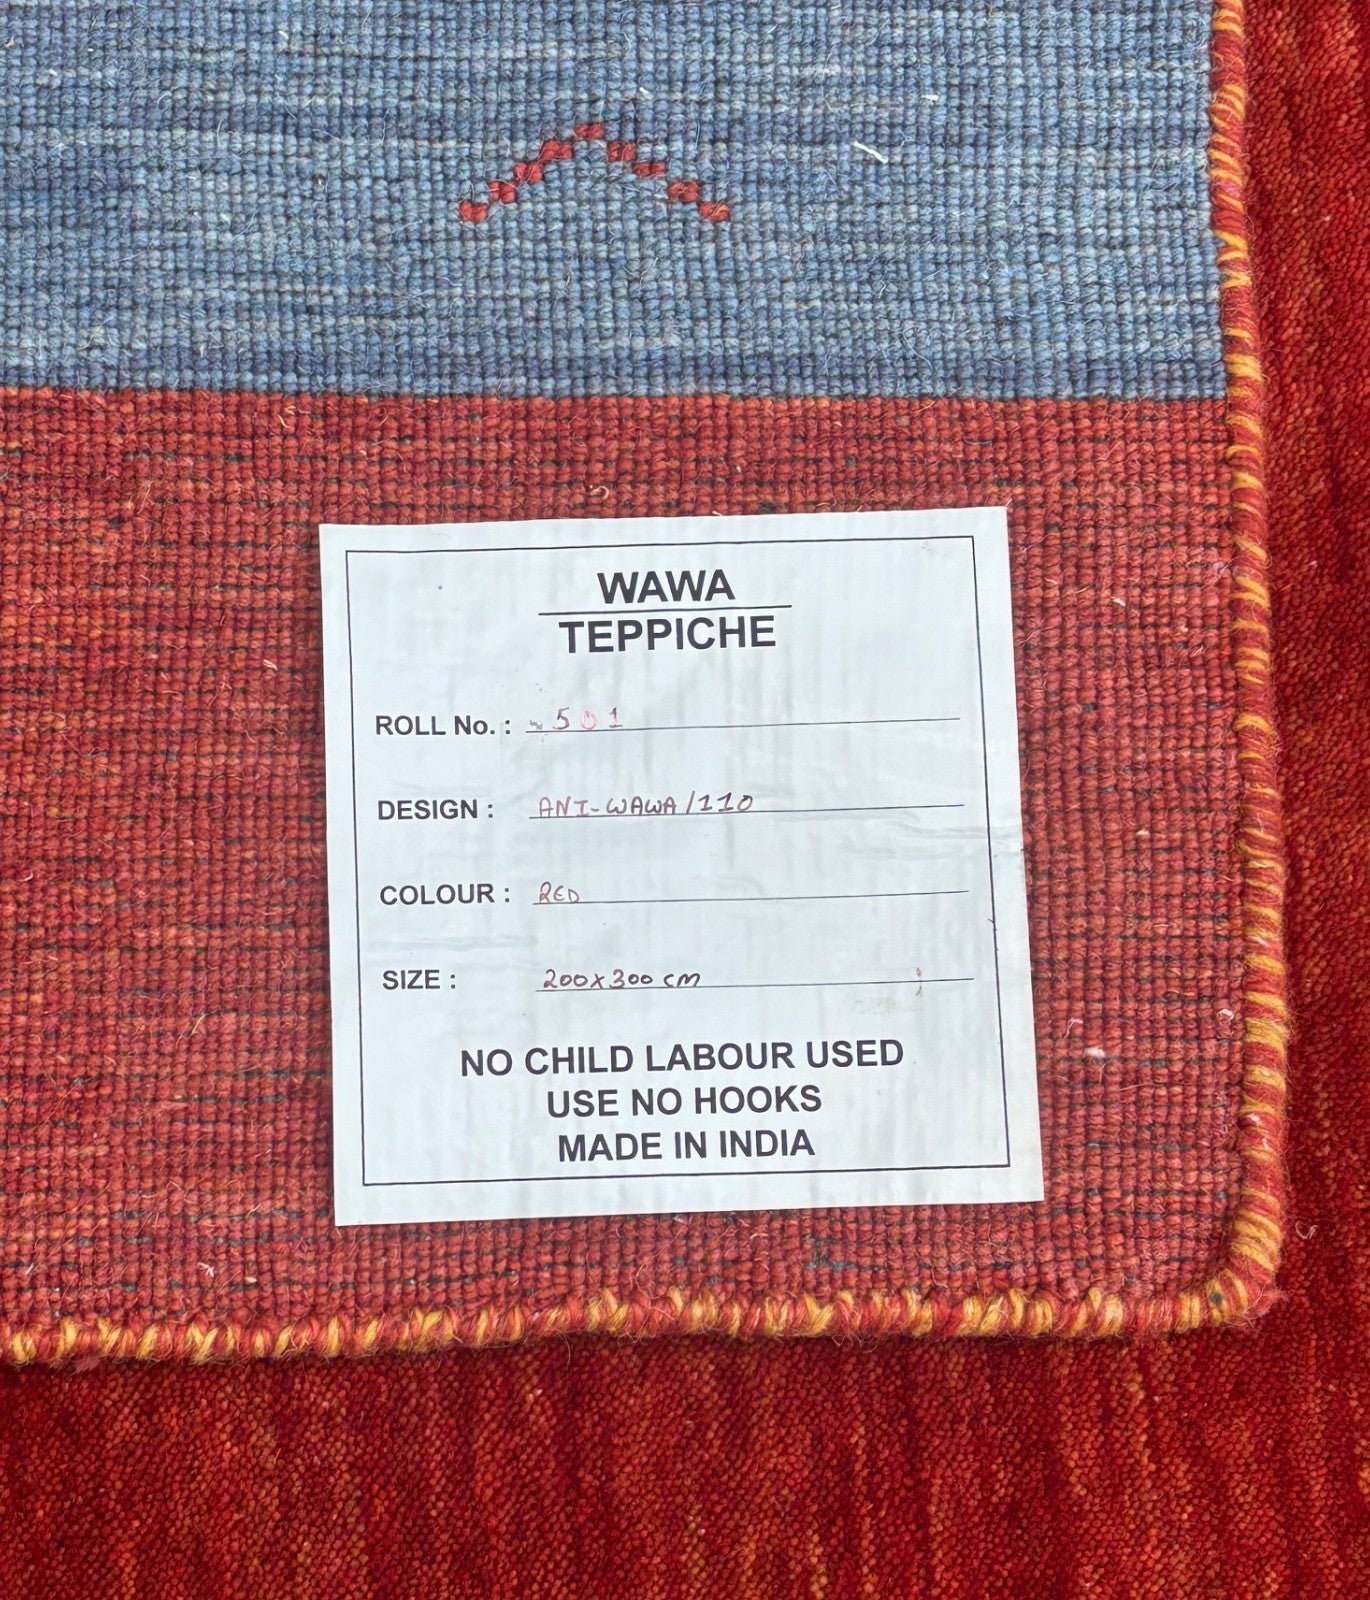 WAWA
TEPPICHE
ROLL No. : 501
DESIGN : ANI-WAWA/110
COLOUR : RED
SIZE : 200x300 cm
NO CHILD LABOUR USED
USE NO HOOKS
MADE IN INDIA